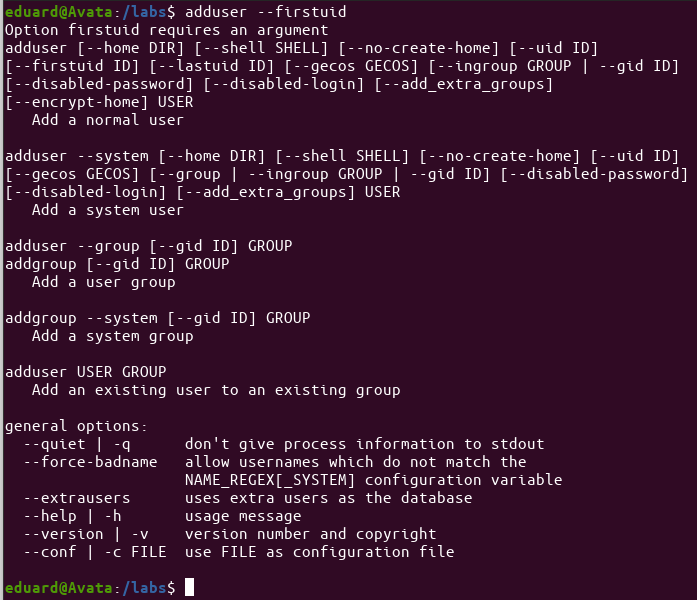 eduard@Avata:/labs$ adduser --firstuid
Option firstuid requires an argument
adduser [--home DIR] [--shell SHELL] [--no-create-home] [--uid ID]
[--firstuid ID] [--lastuid ID] [--gecos GECOS] [--ingroup GROUP | --gid ID]
[--disabled-password] [--disabled-login] [--add_extra_groups]
[--encrypt-home] USER
   Add a normal user

adduser --system [--home DIR] [--shell SHELL] [--no-create-home] [--uid ID]
[--gecos GECOS] [--group | --ingroup GROUP | --gid ID] [--disabled-password]
[--disabled-login] [--add_extra_groups] USER
   Add a system user

adduser --group [--gid ID] GROUP
addgroup [--gid ID] GROUP
   Add a user group

addgroup --system [--gid ID] GROUP
   Add a system group

adduser USER GROUP
   Add an existing user to an existing group

general options:
  --quiet | -q      don't give process information to stdout
  --force-badname   allow usernames which do not match the
                    NAME_REGEX[_SYSTEM] configuration variable
  --extrausers      uses extra users as the database
  --help | -h       usage message
  --version | -v    version number and copyright
  --conf | -c FILE  use FILE as configuration file

eduard@Avata:/labs$